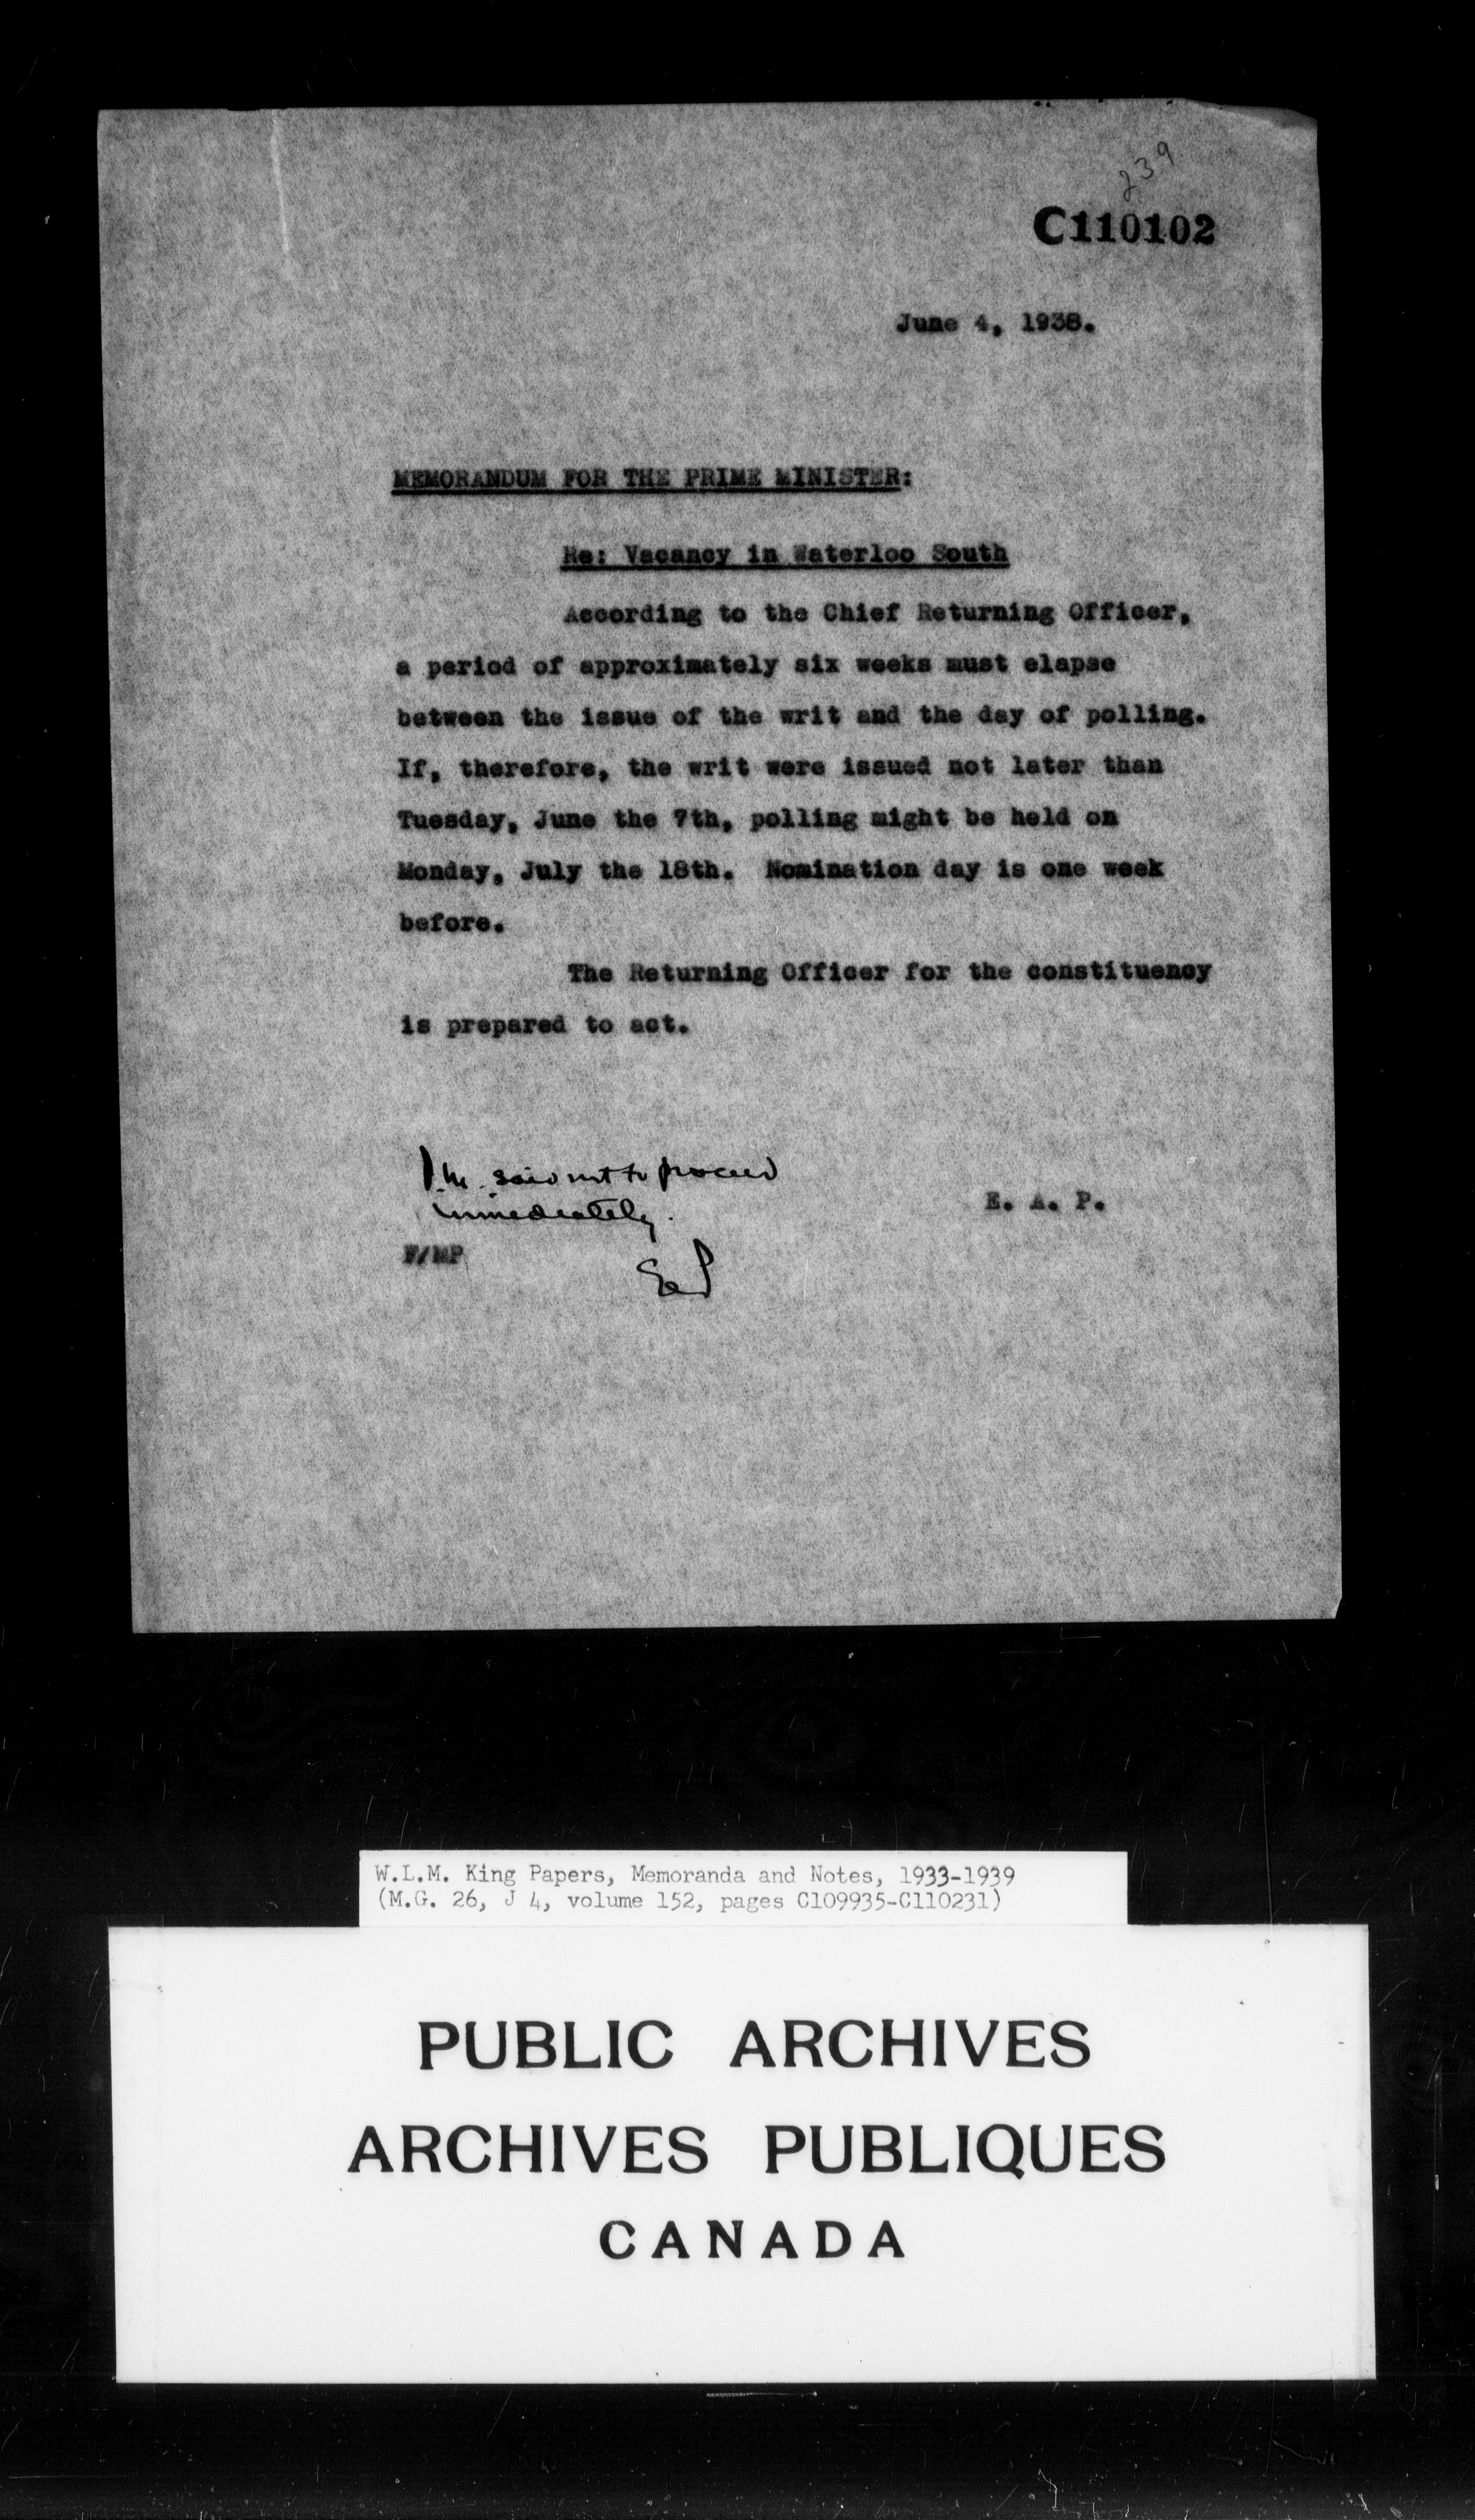 239
C110102
June 4, 1938.
MEMORANDUM FOR THE PRIME MINISTER:
Re: Vacancy in Waterloo South
According to the Chief Returning Officer,
a period of approximately six weeks must elapse
between the issue of the writ and the day of polling.
If, therefore, the writ were issued not later than
Tuesday, June the 7th, polling might be held on
Monday, July the 18th. Nomination day is one week
before.
The Returning Officer for the constituency
is prepared to act.
P.M. said not to proceed
immediately.
E. A. P.
F/MP
EAP
W.L.M. King Papers, Memoranda and Notes, 1933-1939
(M.G. 26, J 4, volume 152, pages C109935-C110231)
PUBLIC ARCHIVES
ARCHIVES PUBLIQUES
CANADA